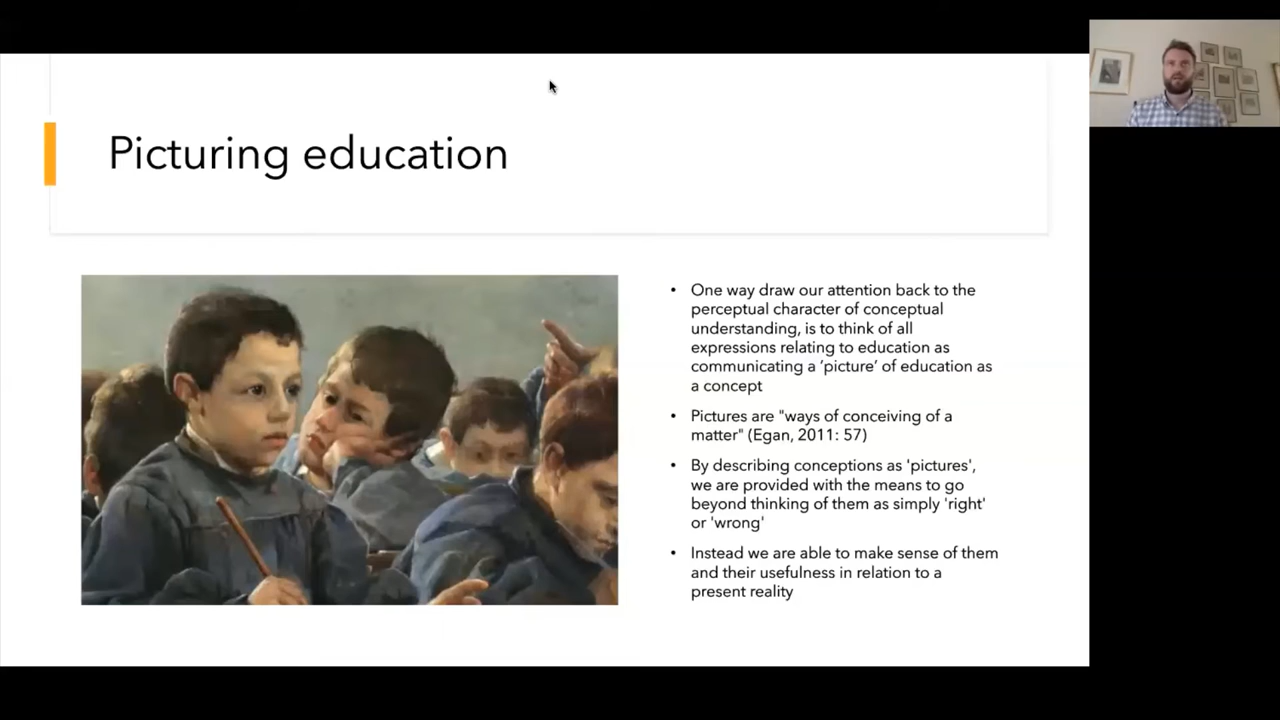 Picturing education
• One way draw our attention back to the
perceptual character of conceptual
understanding, is to think of all
expressions relating to education as
communicating a ‘picture’ of education as
a concept
• Pictures are "ways of conceiving of a
matter" (Egan, 2011: 57)
• By describing conceptions as 'pictures',
we are provided with the means to go
beyond thinking of them as simply 'right'
or 'wrong'
• Instead we are able to make sense of them
and their usefulness in relation to a
present reality